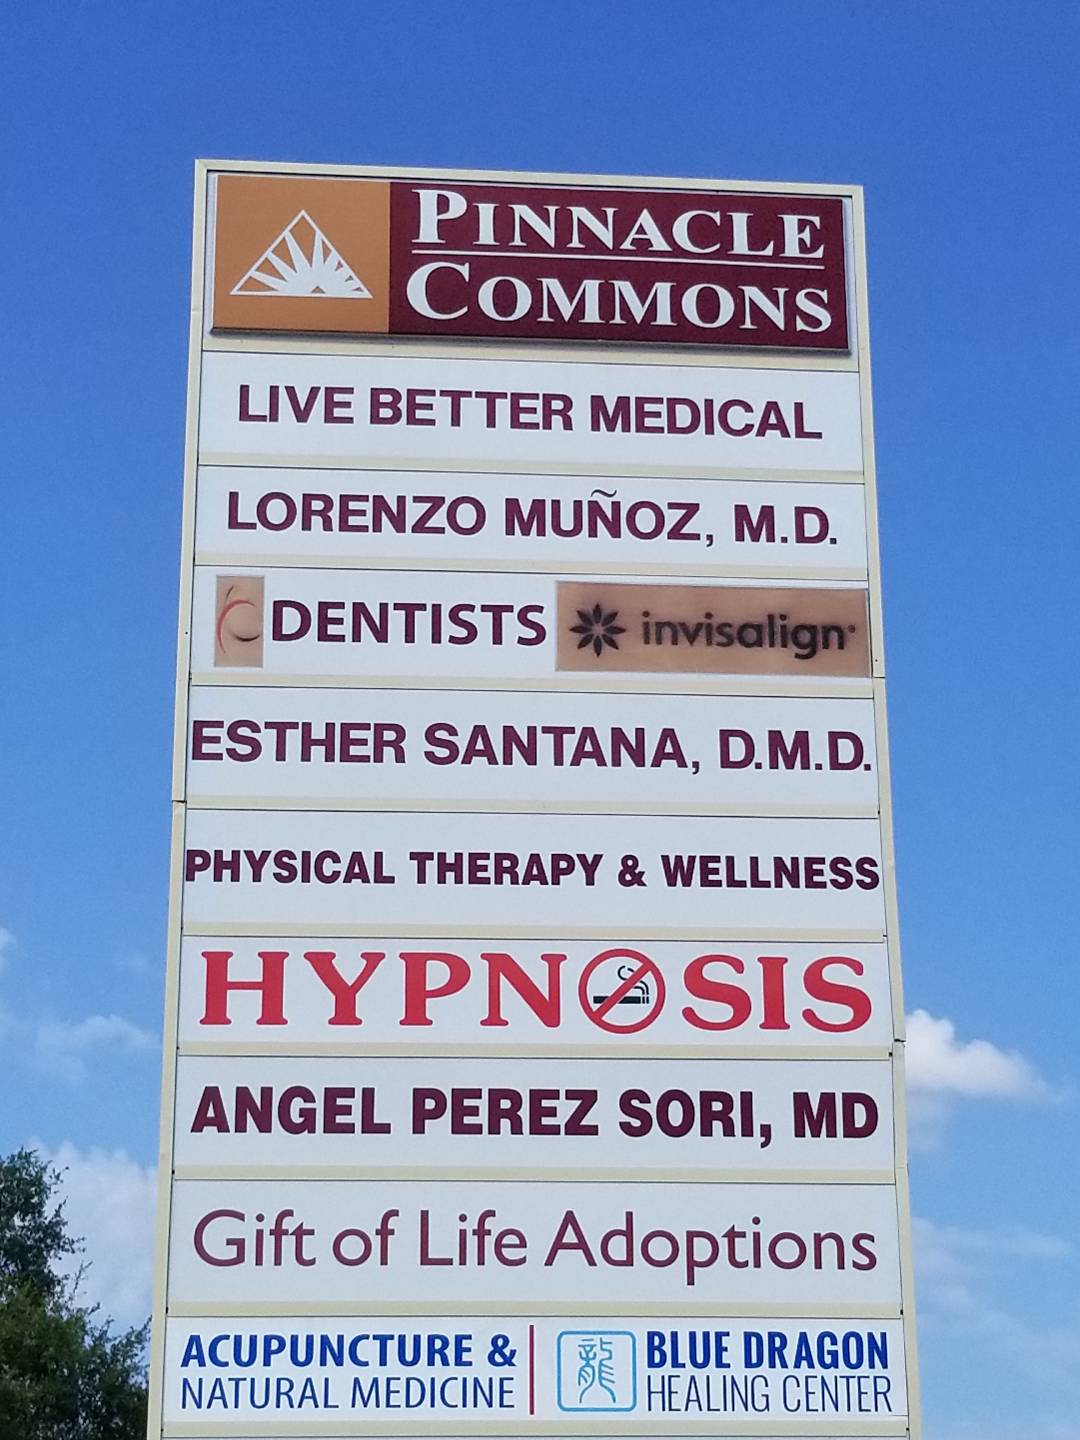 PINNACLE
COMMONS
LIVE BETTER MEDICAL
LORENZO MUÑOZ, M.D.
DENTISTS invisalign®
ESTHER SANTANA, D.M.D.
PHYSICAL THERAPY & WELLNESS
HYPNOSIS
ANGEL PEREZ SORI, MD
Gift of Life Adoptions
ACUPUNCTURE &
NATURAL MEDICINE
龍
BLUE DRAGON
HEALING CENTER